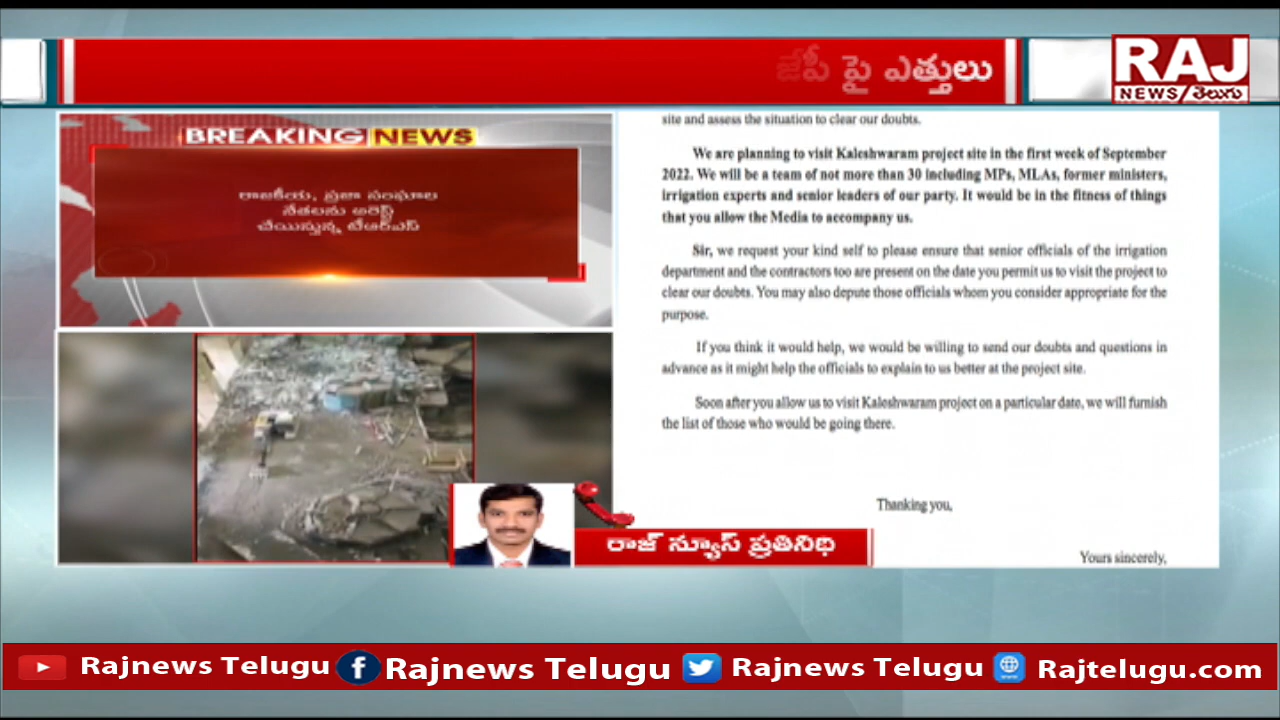 జేపీ పై ఎత్తులు
RAJ
NEWS తెలుగు
BREAKING NEWS
రాజకీయ, ప్రజా సంఘాల
నేతలను అరెస్ట్
చేయిస్తున్న టీఆర్ఎస్
site and assess the situation to clear our doubts.
We are planning to visit Kaleshwaram project site in the first week of September
2022. We will be a team of not more than 30 including MPs, MLAs, former ministers,
irrigation experts and senior leaders of our party. It would be in the fitness of things
that you allow the Media to accompany us.
Sir, we request your kind self to please ensure that senior officials of the irrigation
department and the contractors too are present on the date you permit us to visit the project to
clear our doubts. You may also depute those officials whom you consider appropriate for the
purpose.
If you think it would help, we would be willing to send our doubts and questions in
advance as it might help the officials to explain to us better at the project site.
Soon after you allow us to visit Kaleshwaram project on a particular date, we will furnish
the list of those who would be going there.
Thanking you,
Yours sincerely,
రాజ్ న్యూస్ ప్రతినిధి
Rajnews Telugu
Rajnews Telugu
Rajnews Telugu
Rajtelugu.com